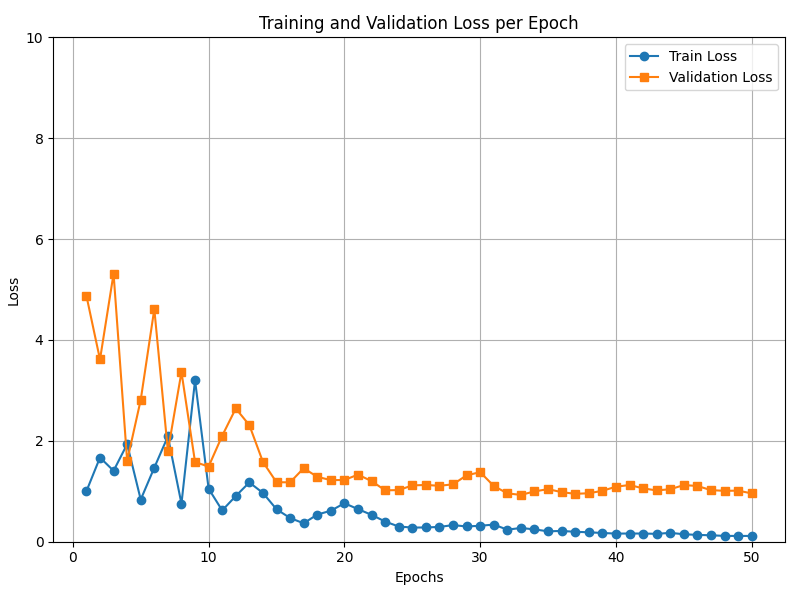 Training and Validation Loss per Epoch
Train Loss
Validation Loss
10
8
6
4
2
0
Loss
0 10 20 30 40 50
Epochs